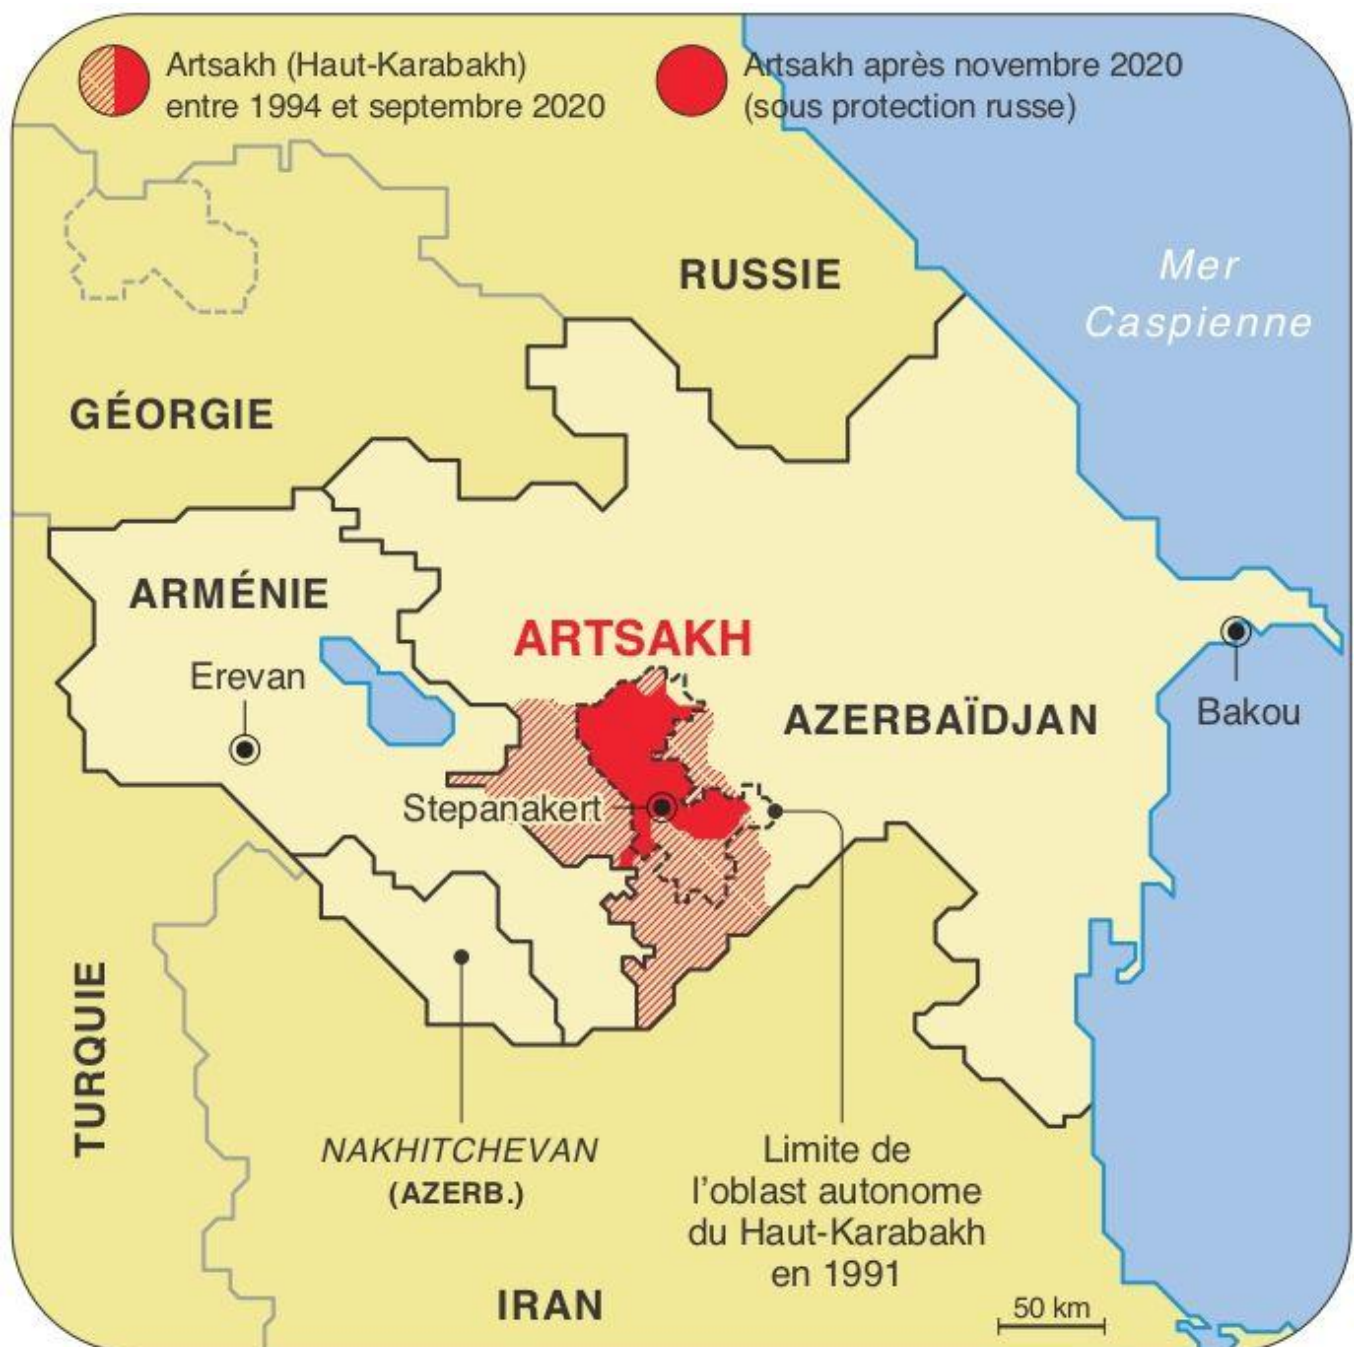 Artsakh (Haut-Karabakh)
entre 1994 et septembre 2020
Artsakh après novembre 2020
(sous protection russe)
RUSSIE
Mer
Caspienne
GÉORGIE
ARMÉNIE
ARTSAKH
Erevan
AZERBAÏDJAN
Bakou
Stepanakert
TURQUIE
NAKHITCHEVAN
(AZERB.)
Limite de
l'oblast autonome
du Haut-Karabakh
en 1991
IRAN
50 km